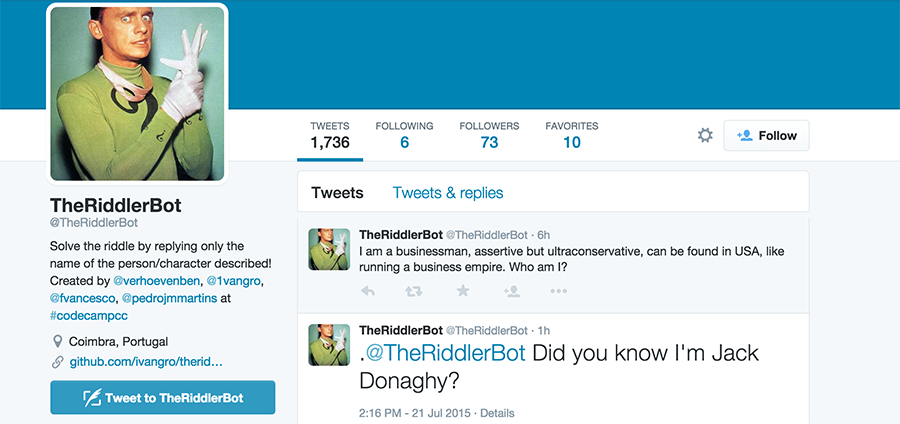 TheRiddlerBot
@TheRiddlerBot
Solve the riddle by replying only the
name of the person/character described!
Created by @verhoevenben, @1vangro,
@fvancesco, @pedrojmmartins at
#codecampcc
Coimbra, Portugal
github.com/ivangro/therid…
Tweet to TheRiddlerBot
TWEETS
1,736
FOLLOWING
6
FOLLOWERS
73
FAVORITES
10
Follow
Tweets
Tweets & replies
TheRiddlerBot @TheRiddlerBot · 6h
I am a businessman, assertive but ultraconservative, can be found in USA, like
running a business empire. Who am I?
TheRiddlerBot @TheRiddlerBot · 1h
.@TheRiddlerBot Did you know I'm Jack
Donaghy?
2:16 PM - 21 Jul 2015 · Details